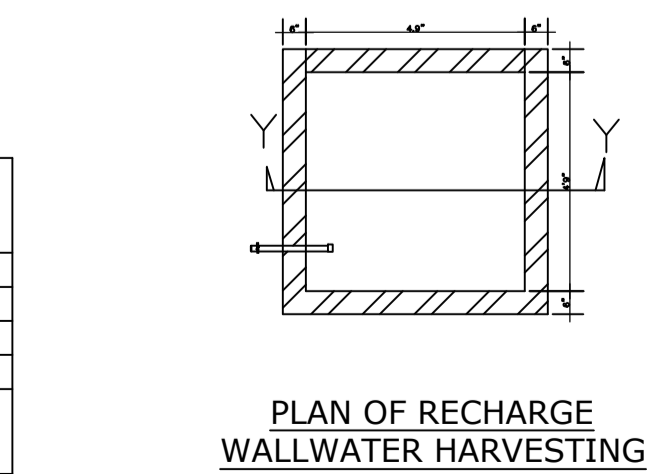 6" 4.9" 6"
6"
Y Y
4'9"
6"
PLAN OF RECHARGE
WALLWATER HARVESTING